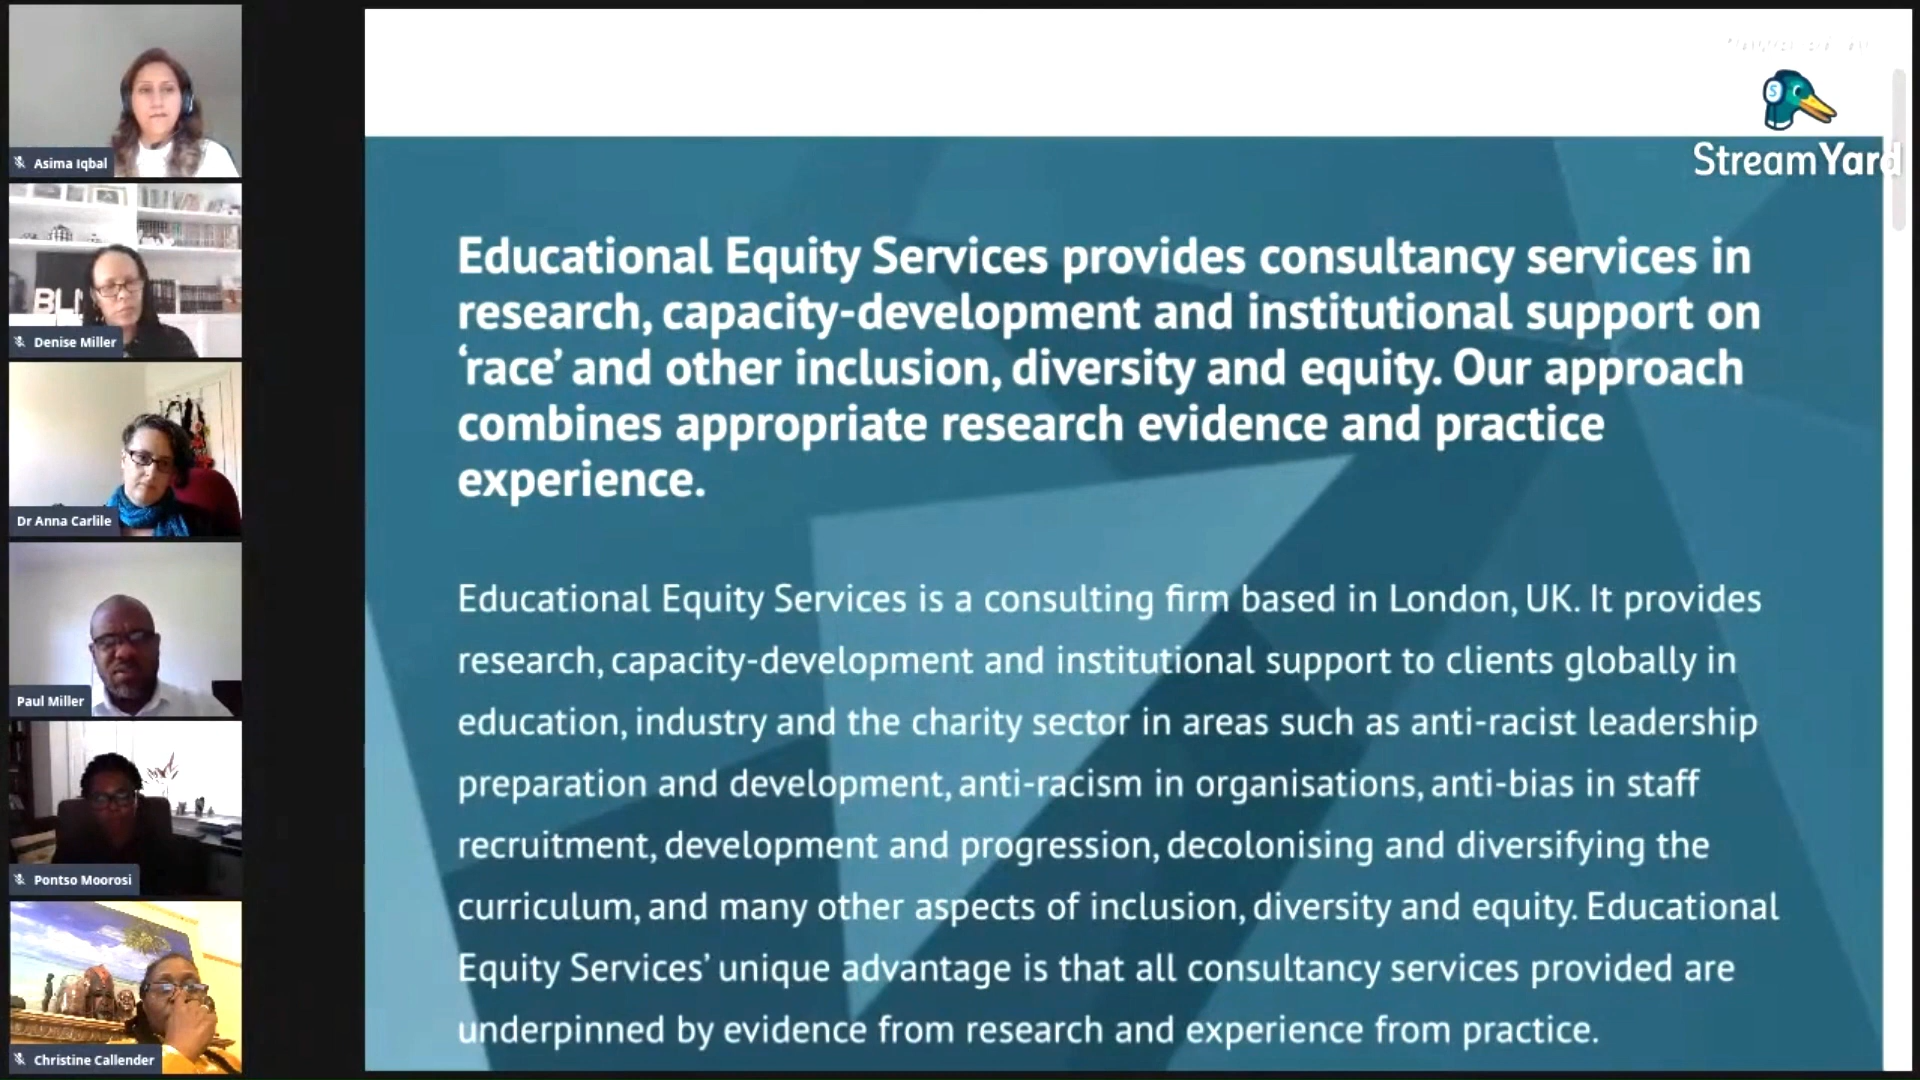 Asima Iqbal
BL
Denise Miller
Dr Anna Carlile
Paul Miller
Pontso Moorosi
Christine Callender
StreamYard
Educational Equity Services provides consultancy services in
research, capacity-development and institutional support on
‘race’ and other inclusion, diversity and equity. Our approach
combines appropriate research evidence and practice
experience.
Educational Equity Services is a consulting firm based in London, UK. It provides
research, capacity-development and institutional support to clients globally in
education, industry and the charity sector in areas such as anti-racist leadership
preparation and development, anti-racism in organisations, anti-bias in staff
recruitment, development and progression, decolonising and diversifying the
curriculum, and many other aspects of inclusion, diversity and equity. Educational
Equity Services’ unique advantage is that all consultancy services provided are
underpinned by evidence from research and experience from practice.